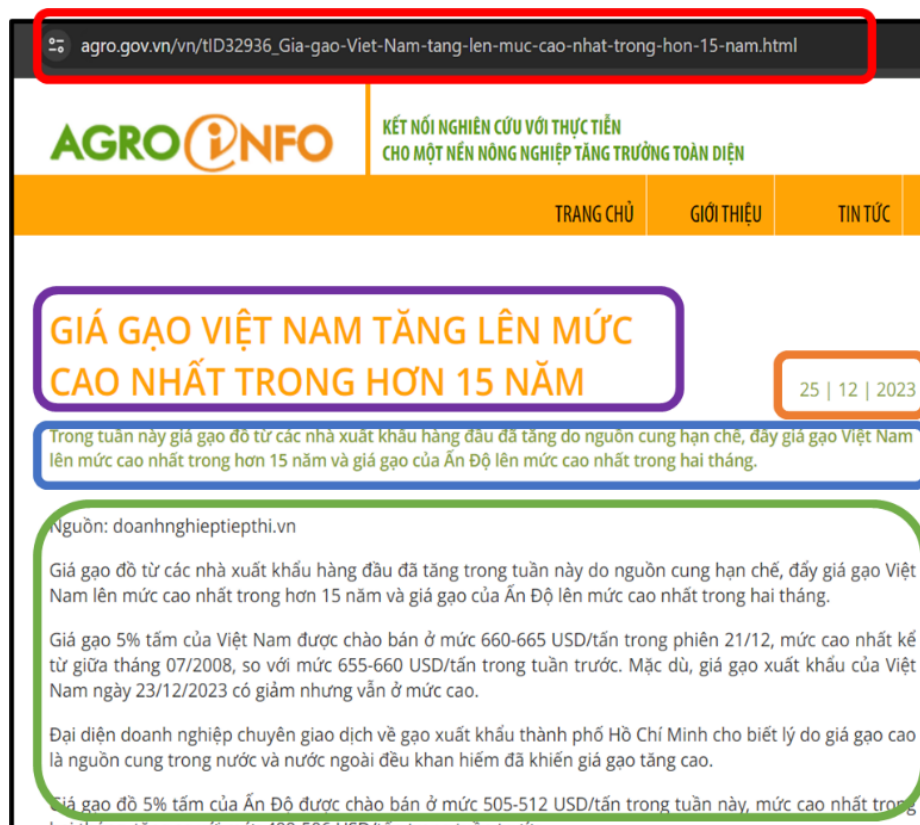 agro.gov.vn/vn/tID32936_Gia-gao-Viet-Nam-tang-len-muc-cao-nhat-trong-hon-15-nam.html
AGROINFO
KẾT NỐI NGHIÊN CỨU VỚI THỰC TIỄN
CHO MỘT NỀN NÔNG NGHIỆP TĂNG TRƯỞNG TOÀN DIỆN
TRANG CHỦ GIỚI THIỆU TIN TỨC
GIÁ GẠO VIỆT NAM TĂNG LÊN MỨC
CAO NHẤT TRONG HƠN 15 NĂM
25 | 12 | 2023
Trong tuần này giá gạo đồ từ các nhà xuất khẩu hàng đầu đã tăng do nguồn cung hạn chế, đẩy giá gạo Việt Nam
lên mức cao nhất trong hơn 15 năm và giá gạo của Ấn Độ lên mức cao nhất trong hai tháng.
Nguồn: doanhnghieptiepthi.vn
Giá gạo đồ từ các nhà xuất khẩu hàng đầu đã tăng trong tuần này do nguồn cung hạn chế, đẩy giá gạo Việt
Nam lên mức cao nhất trong hơn 15 năm và giá gạo của Ấn Độ lên mức cao nhất trong hai tháng.
Giá gạo 5% tấm của Việt Nam được chào bán ở mức 660-665 USD/tấn trong phiên 21/12, mức cao nhất kể
từ giữa tháng 07/2008, so với mức 655-660 USD/tấn trong tuần trước. Mặc dù, giá gạo xuất khẩu của Việt
Nam ngày 23/12/2023 có giảm nhưng vẫn ở mức cao.
Đại diện doanh nghiệp chuyên giao dịch về gạo xuất khẩu thành phố Hồ Chí Minh cho biết lý do giá gạo cao
là nguồn cung trong nước và nước ngoài đều khan hiếm đã khiến giá gạo tăng cao.
Giá gạo đồ 5% tấm của Ấn Độ được chào bán ở mức 505-512 USD/tấn trong tuần này, mức cao nhất trong